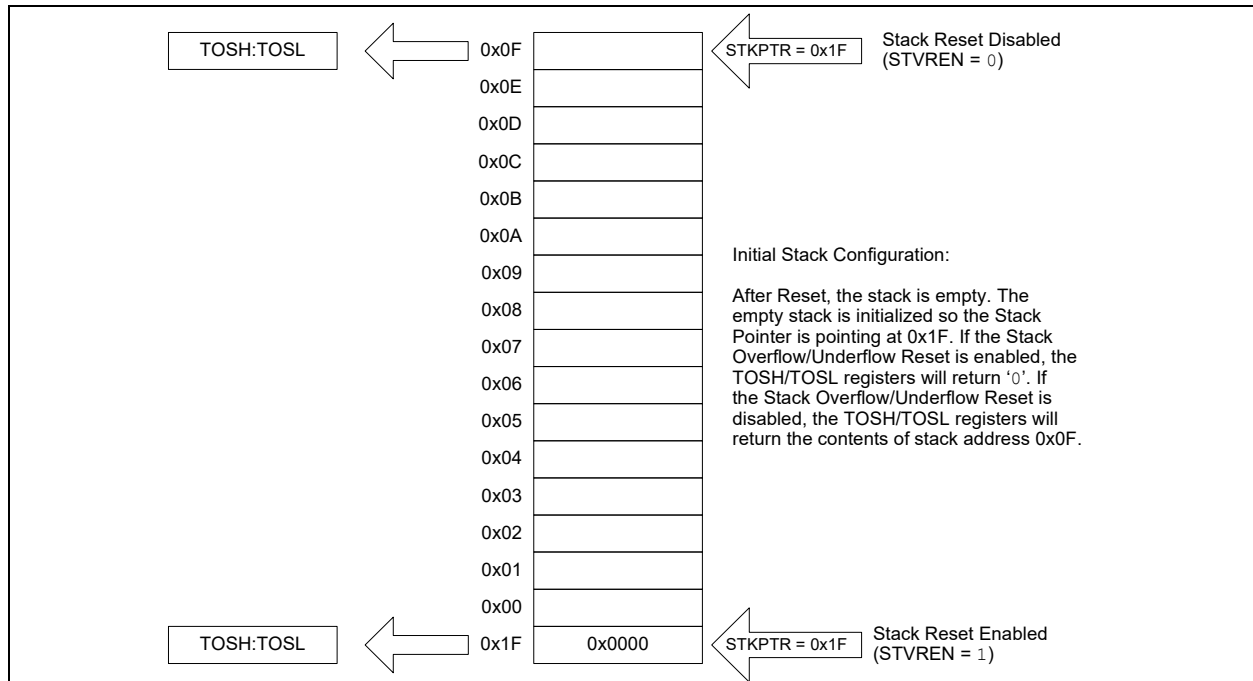 TOSH:TOSL
0x0F
STKPTR = 0x1F
Stack Reset Disabled
(STVREN = 0)
0x0E
0x0D
0x0C
0x0B
0x0A
0x09
0x08
0x07
0x06
0x05
0x04
0x03
0x02
0x01
0x00
Initial Stack Configuration:
After Reset, the stack is empty. The
empty stack is initialized so the Stack
Pointer is pointing at 0x1F. If the Stack
Overflow/Underflow Reset is enabled, the
TOSH/TOSL registers will return ‘0’. If
the Stack Overflow/Underflow Reset is
disabled, the TOSH/TOSL registers will
return the contents of stack address 0x0F.
TOSH:TOSL
0x1F
0x0000
STKPTR = 0x1F
Stack Reset Enabled
(STVREN = 1)